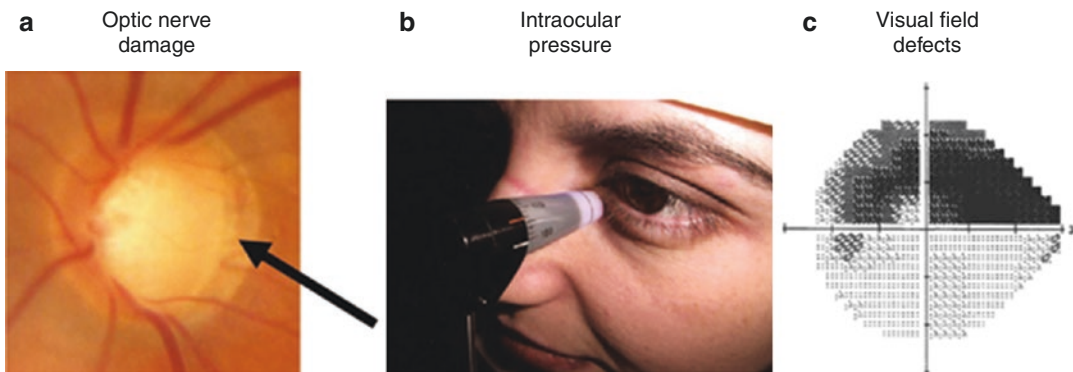 a
Optic nerve
damage
b
Intraocular
pressure
c
Visual field
defects